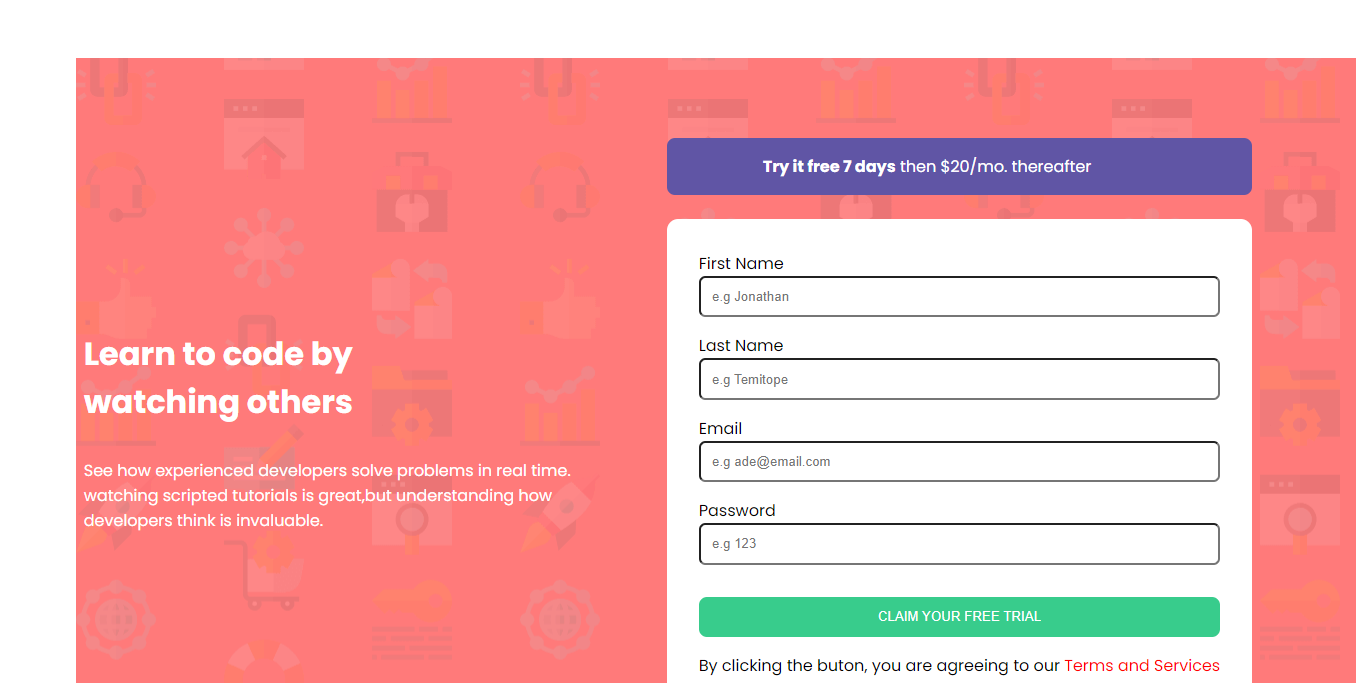 Learn to code by
watching others
See how experienced developers solve problems in real time.
watching scripted tutorials is great,but understanding how
developers think is invaluable.
Try it free 7 days then $20/mo. thereafter
First Name
e.g Jonathan
Last Name
e.g Temitope
Email
e.g ade@email.com
Password
e.g 123
CLAIM YOUR FREE TRIAL
By clicking the buton, you are agreeing to our Terms and Services